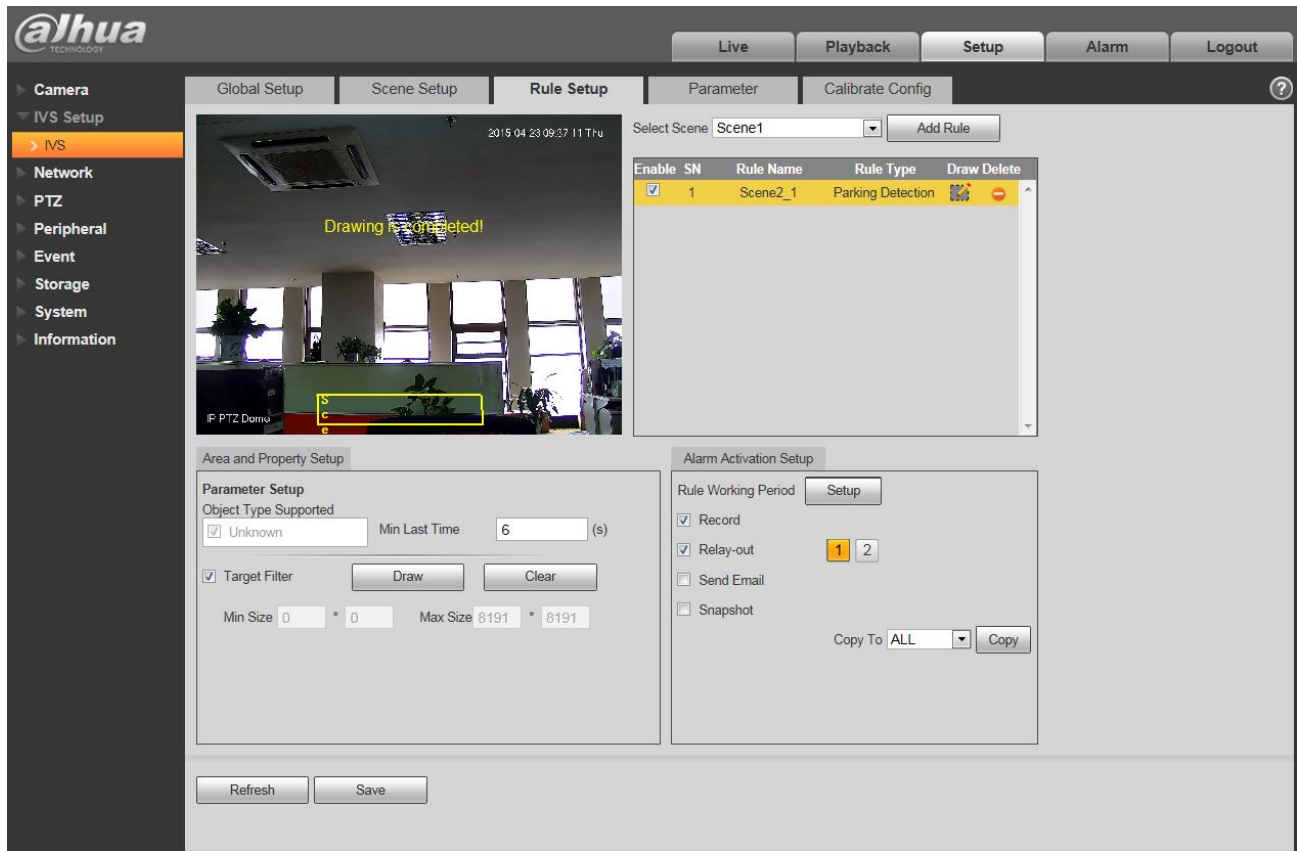 alhua
TECHNOLOGY
Live Playback Setup Alarm Logout
Camera
IVS Setup
IVS
Network
PTZ
Peripheral
Event
Storage
System
Information
Global Setup Scene Setup Rule Setup Parameter Calibrate Config ?
2015 04 23 09:37 11 Thu
Drawing is completed!
S
c
e
IP PTZ Dome
Select Scene Scene1 Add Rule
Enable SN Rule Name Rule Type Draw Delete
1 Scene2_1 Parking Detection
Area and Property Setup
Parameter Setup
Object Type Supported
Unknown Min Last Time 6 (s)
Target Filter Draw Clear
Min Size 0 * 0 Max Size 8191 * 8191
Alarm Activation Setup
Rule Working Period Setup
Record
Relay-out 1 2
Send Email
Snapshot
Copy To ALL Copy
Refresh Save